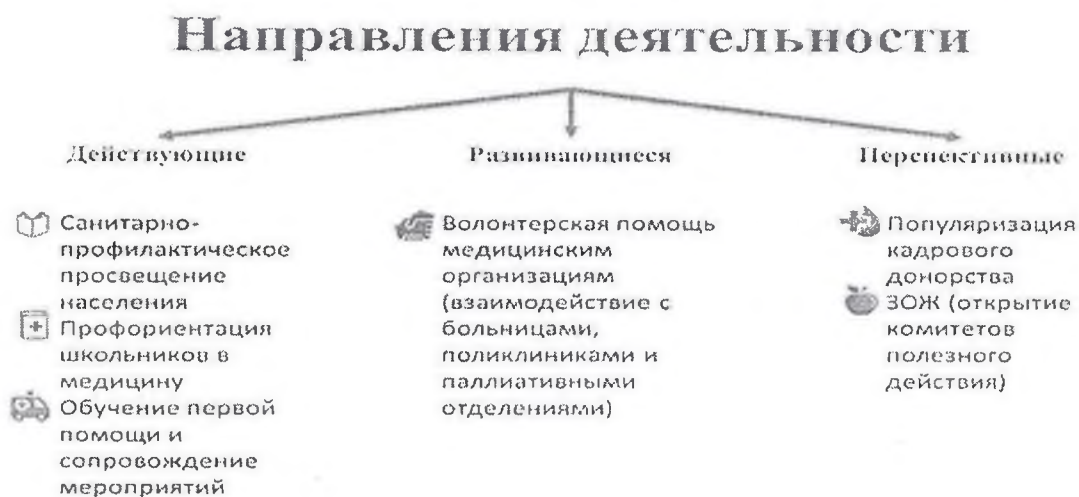 Направления деятельности
Действующие
Санитарно-
профилактическое
просвещение
населения
Профориентация
школьников в
медицину
Обучение первой
помощи и
сопровождение
мероприятий
Развивающиеся
Волонтерская помощь
медицинским
организациям
(взаимодействие с
больницами,
поликлиниками и
паллиативными
отделениями)
Перспективные
Популяризация
кадрового
донорства
ЗОЖ (открытие
комитетов
полезного
действия)